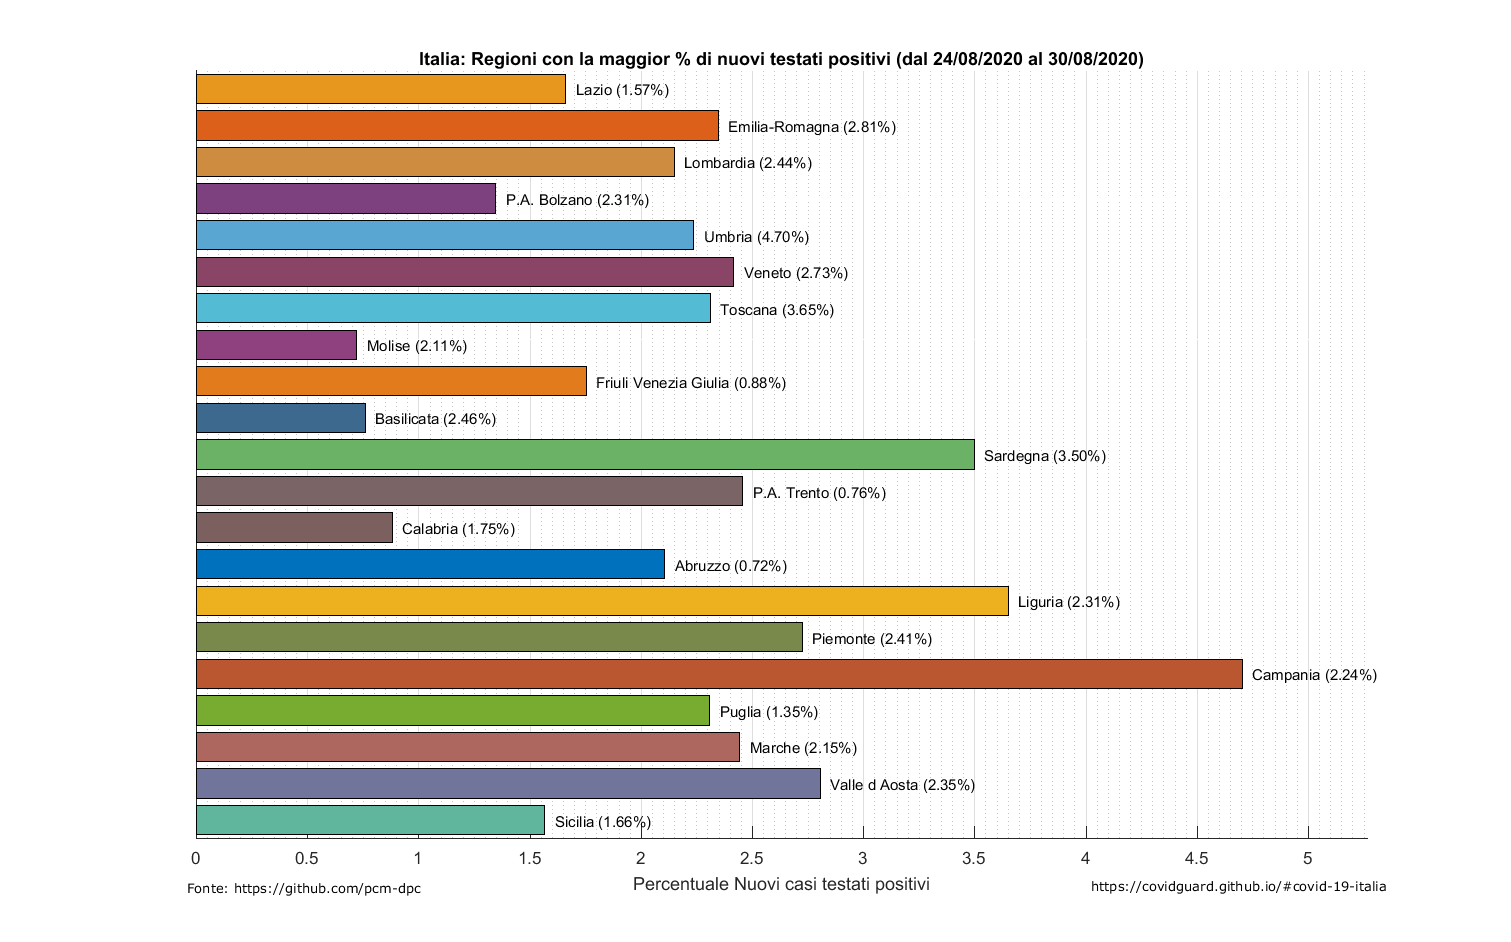 Italia: Regioni con la maggior % di nuovi testati positivi (dal 24/08/2020 al 30/08/2020)
Lazio (1.57%)
Emilia-Romagna (2.81%)
Lombardia (2.44%)
P.A. Bolzano (2.31%)
Umbria (4.70%)
Veneto (2.73%)
Toscana (3.65%)
Molise (2.11%)
Friuli Venezia Giulia (0.88%)
Basilicata (2.46%)
Sardegna (3.50%)
P.A. Trento (0.76%)
Calabria (1.75%)
Abruzzo (0.72%)
Liguria (2.31%)
Piemonte (2.41%)
Campania (2.24%)
Puglia (1.35%)
Marche (2.15%)
Valle d Aosta (2.35%)
Sicilia (1.66%)
0 0.5 1 1.5 2 2.5 3 3.5 4 4.5 5
Percentuale Nuovi casi testati positivi
Fonte: https://github.com/pcm-dpc
https://covidguard.github.io/#covid-19-italia